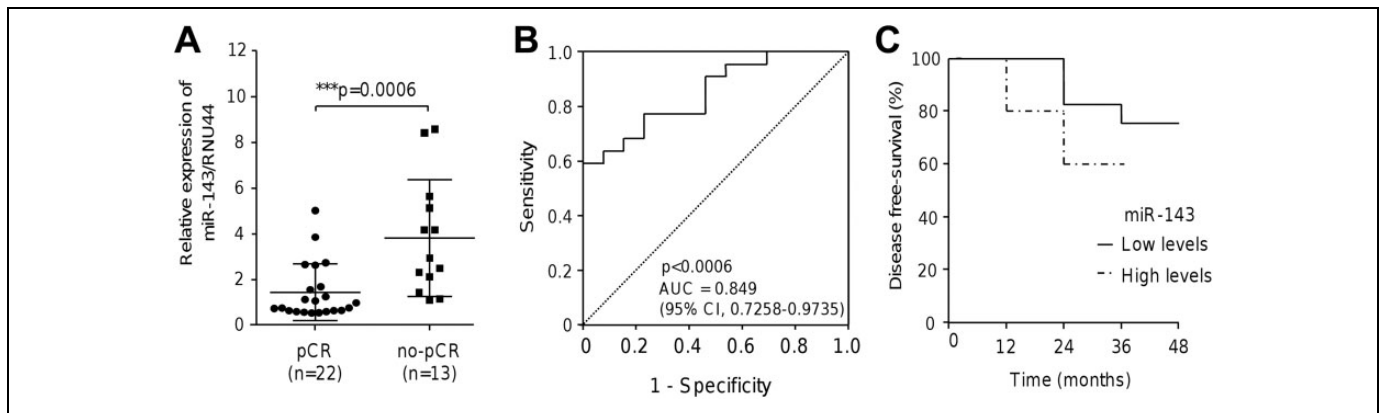 A
12
10
8
6
4
2
0
Relative expression of
miR-143/RNU44
***p=0.0006
pCR
(n=22)
no-pCR
(n=13)
B
1.0
0.8
0.6
0.4
0.2
0
Sensitivity
p<0.0006
AUC = 0.849
(95% CI, 0.7258-0.9735)
0 0.2 0.4 0.6 0.8 1.0
1 - Specificity
C
100
80
60
40
20
0
Disease free-survival (%)
miR-143
Low levels
High levels
0 12 24 36 48
Time (months)